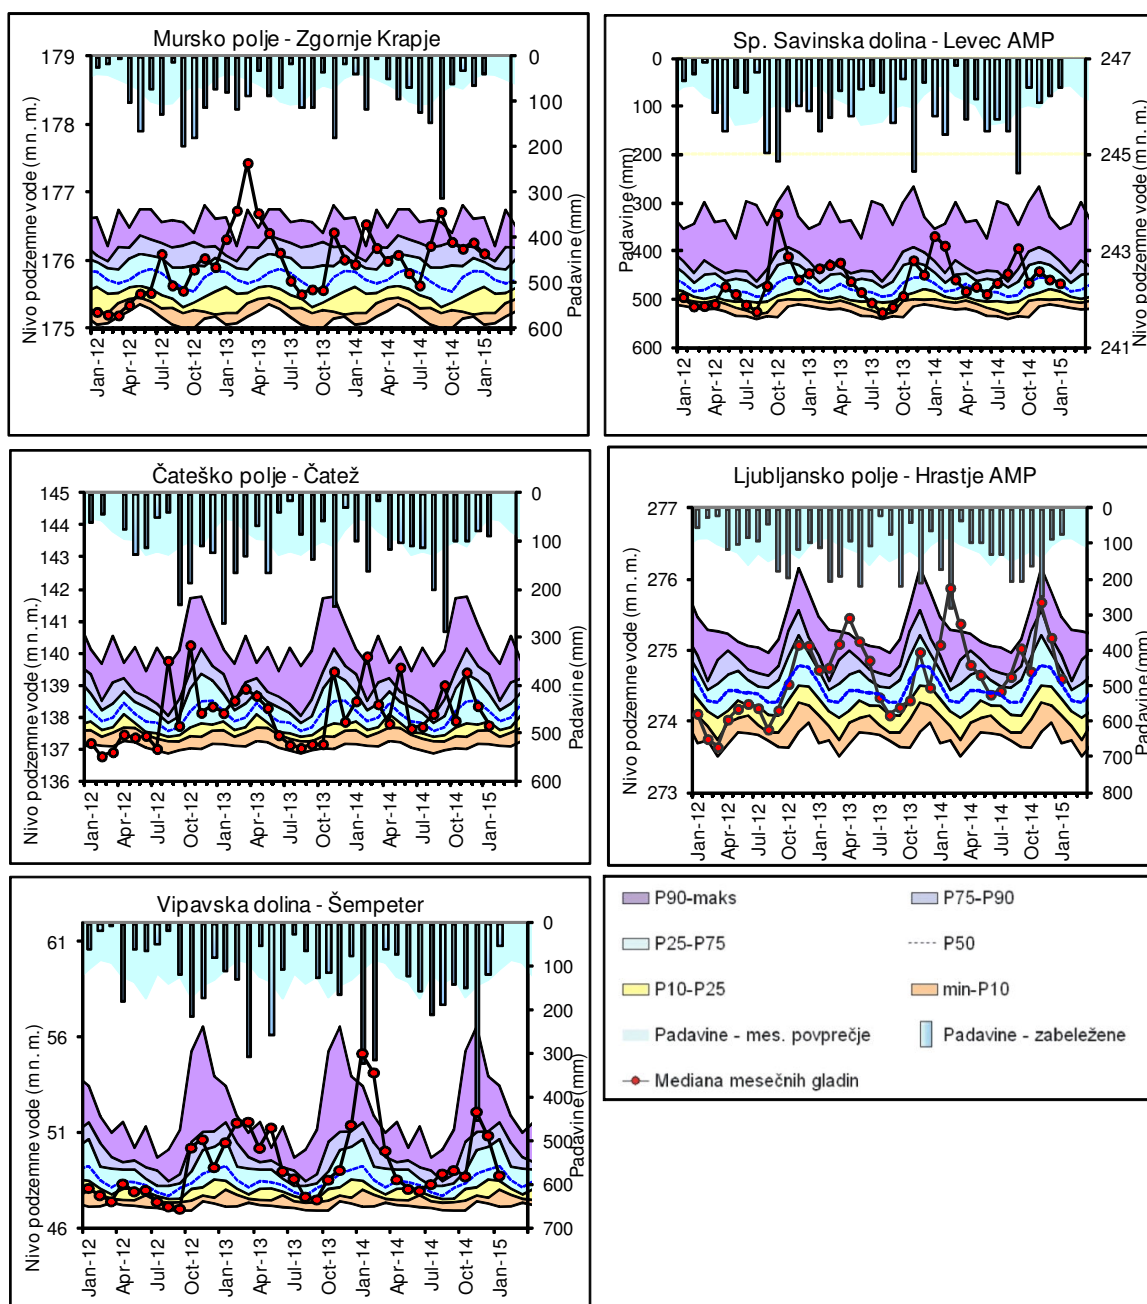 Mursko polje - Zgornje Krapje
Nivo podzemne vode (m n. m.)
179
178
177
176
175
0
100
200
300
400
500
600
Padavine (mm)
Jan-12
Apr-12
Jul-12
Oct-12
Jan-13
Apr-13
Jul-13
Oct-13
Jan-14
Apr-14
Jul-14
Oct-14
Jan-15
Sp. Savinska dolina - Levec AMP
Padavine (mm)
0
100
200
300
400
500
600
247
245
243
241
Nivo podzemne vode (m n. m.)
Jan-12
Apr-12
Jul-12
Oct-12
Jan-13
Apr-13
Jul-13
Oct-13
Jan-14
Apr-14
Jul-14
Oct-14
Jan-15
Čateško polje - Čatež
Nivo podzemne vode (m n. m.)
145
144
143
142
141
140
139
138
137
136
0
100
200
300
400
500
600
Padavine (mm)
Jan-12
Apr-12
Jul-12
Oct-12
Jan-13
Apr-13
Jul-13
Oct-13
Jan-14
Apr-14
Jul-14
Oct-14
Jan-15
Ljubljansko polje - Hrastje AMP
Nivo podzemne vode (m n. m.)
277
276
275
274
273
0
100
200
300
400
500
600
700
800
Padavine (mm)
Jan-12
Apr-12
Jul-12
Oct-12
Jan-13
Apr-13
Jul-13
Oct-13
Jan-14
Apr-14
Jul-14
Oct-14
Jan-15
Vipavska dolina - Šempeter
Nivo podzemne vode (m n. m.)
61
56
51
46
0
100
200
300
400
500
600
700
Padavine (mm)
Jan-12
Apr-12
Jul-12
Oct-12
Jan-13
Apr-13
Jul-13
Oct-13
Jan-14
Apr-14
Jul-14
Oct-14
Jan-15
P90-maks
P75-P90
P25-P75
P50
P10-P25
min-P10
Padavine - mes. povprečje
Padavine - zabeležene
Mediana mesečnih gladin